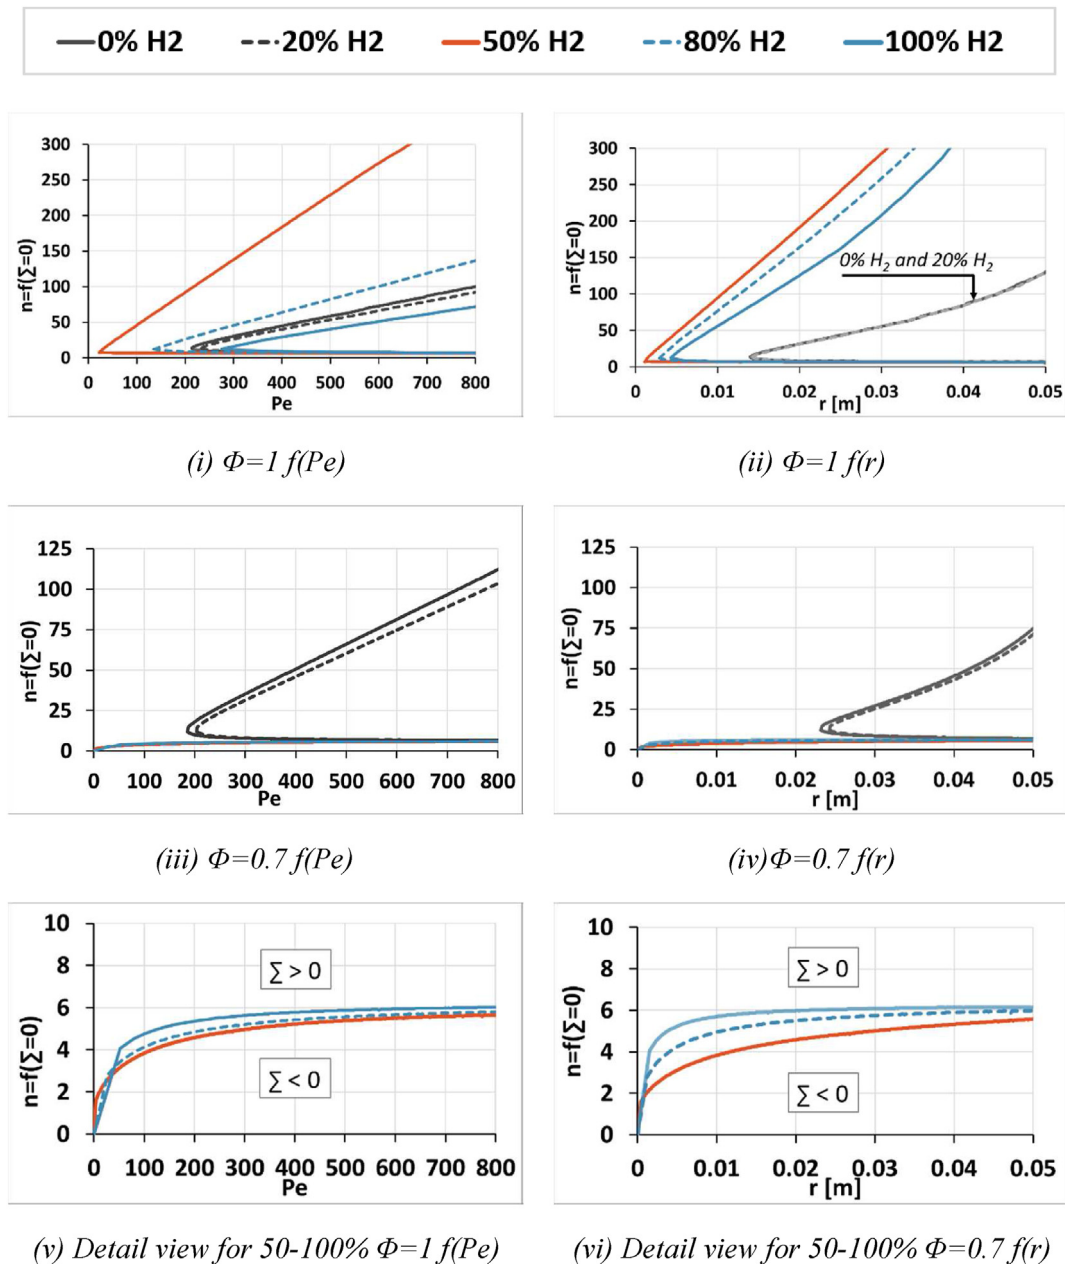 0% H2 20% H2 50% H2 80% H2 100% H2
300
250
200
150
100
50
0
n=f(∑=0)
0 100 200 300 400 500 600 700 800
Pe
(i) Φ=1 f(Pe)
300
250
200
150
100
50
0
n=f(∑=0)
0% H₂ and 20% H₂
0 0.01 0.02 0.03 0.04 0.05
r [m]
(ii) Φ=1 f(r)
125
100
75
50
25
0
n=f(∑=0)
0 100 200 300 400 500 600 700 800
Pe
(iii) Φ=0.7 f(Pe)
125
100
75
50
25
0
n=f(∑=0)
0 0.01 0.02 0.03 0.04 0.05
r [m]
(iv)Φ=0.7 f(r)
10
8
6
4
2
0
n=f(∑=0)
∑ > 0
∑ < 0
0 100 200 300 400 500 600 700 800
Pe
(v) Detail view for 50-100% Φ=1 f(Pe)
10
8
6
4
2
0
n=f(∑=0)
∑ > 0
∑ < 0
0 0.01 0.02 0.03 0.04 0.05
r [m]
(vi) Detail view for 50-100% Φ=0.7 f(r)